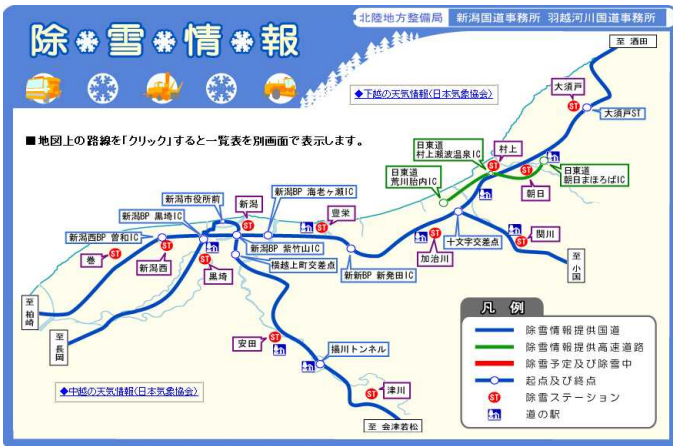 北陸地方整備局 新潟国道事務所 羽越河川国道事務所
除雪情報
至 酒田
◆下越の天気情報(日本気象協会)
大須戸
ST
大須戸ST
■地図上の路線を「クリック」すると一覧表を別画面で表示します。
日東道
村上瀬波温泉IC
村上
ST
日東道
荒川胎内IC
ST
朝日
日東道
朝日まほろばIC
新潟市役所前
新潟BP 海老ヶ瀬IC
新潟
ST
豊栄
ST
新潟BP 黒埼IC
新潟西BP 曽和IC
新潟BP 紫竹山IC
十文字交差点
関川
ST
ST
加治川
巻
ST
ST
新潟西
ST
黒埼
横越上町交差点
新新BP 新発田IC
至 小国
至 柏崎
至 長岡
安田
ST
揚川トンネル
ST
津川
◆中越の天気情報(日本気象協会)
至 会津若松
凡 例
除雪情報提供国道
除雪情報提供高速道路
除雪予定及び除雪中
起点及び終点
ST 除雪ステーション
道の駅